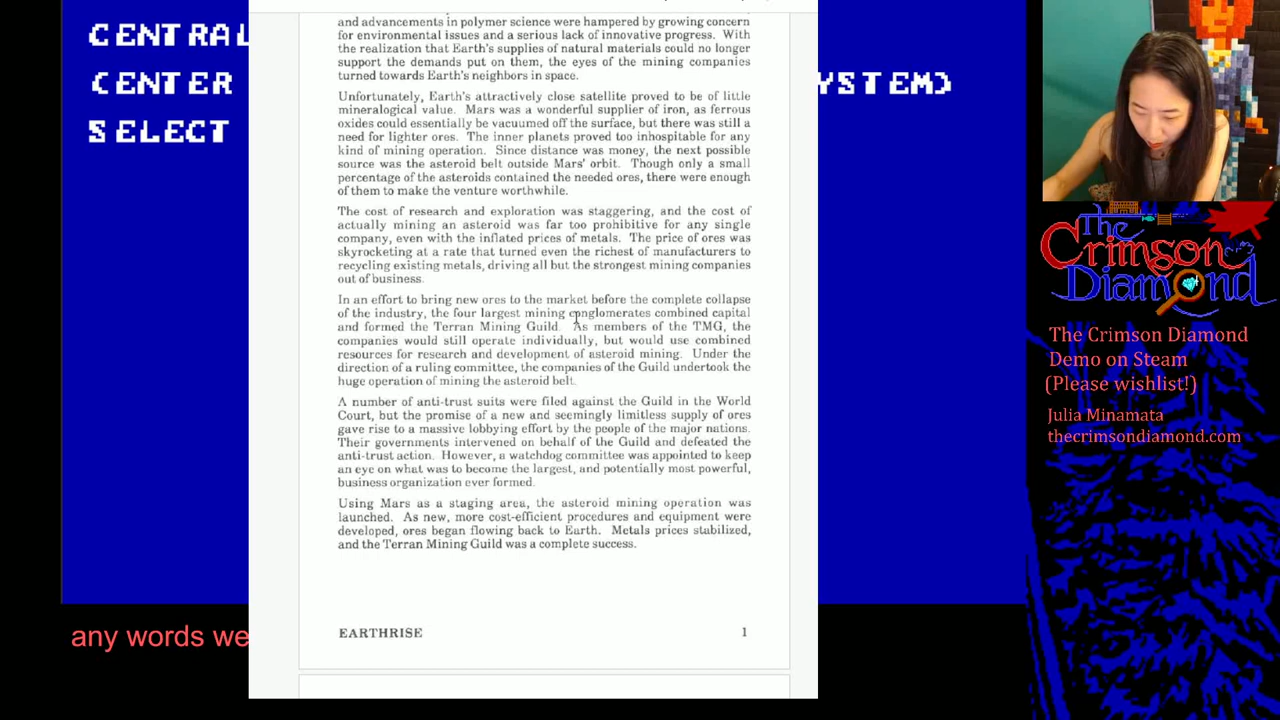 CENTRAL
(CENTER
YSTEM)
SELECT
and advancements in polymer science were hampered by growing concern
for environmental issues and a serious lack of innovative progress. With
the realization that Earth's supplies of natural materials could no longer
support the demands put on them, the eyes of the mining companies
turned towards Earth's neighbors in space.
Unfortunately, Earth's attractively close satellite proved to be of little
mineralogical value. Mars was a wonderful supplier of iron, as ferrous
oxides could essentially be vacuumed off the surface, but there was still a
need for lighter ores. The inner planets proved too inhospitable for any
kind of mining operation. Since distance was money, the next possible
source was the asteroid belt outside Mars' orbit. Though only a small
percentage of the asteroids contained the needed ores, there were enough
of them to make the venture worthwhile.
The cost of research and exploration was staggering, and the cost of
actually mining an asteroid was far too prohibitive for any single
company, even with the inflated prices of metals. The price of ores was
skyrocketing at a rate that turned even the richest of manufacturers to
recycling existing metals, driving all but the strongest mining companies
out of business.
In an effort to bring new ores to the market before the complete collapse
of the industry, the four largest mining conglomerates combined capital
and formed the Terran Mining Guild. As members of the TMG, the
companies would still operate individually, but would use combined
resources for research and development of asteroid mining. Under the
direction of a ruling committee, the companies of the Guild undertook the
huge operation of mining the asteroid belt.
A number of anti-trust suits were filed against the Guild in the World
Court, but the promise of a new and seemingly limitless supply of ores
gave rise to a massive lobbying effort by the people of the major nations.
Their governments intervened on behalf of the Guild and defeated the
anti-trust action. However, a watchdog committee was appointed to keep
an eye on what was to become the largest, and potentially most powerful,
business organization ever formed.
Using Mars as a staging area, the asteroid mining operation was
launched. As new, more cost-efficient procedures and equipment were
developed, ores began flowing back to Earth. Metals prices stabilized,
and the Terran Mining Guild was a complete success.
EARTHRISE 1
any words we
The
Crimson
Diamond
The Crimson Diamond
Demo on Steam
(Please wishlist!)
Julia Minamata
thecrimsondiamond.com